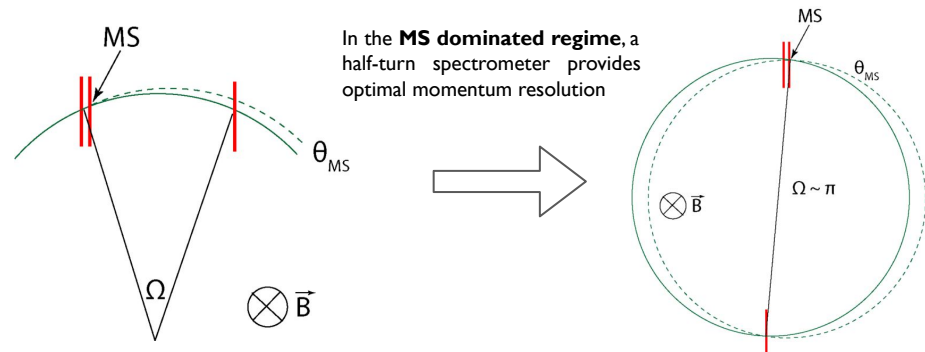 MS
θMS
Ω
B
In the MS dominated regime, a
half-turn spectrometer provides
optimal momentum resolution
MS
θMS
Ω ~ π
B